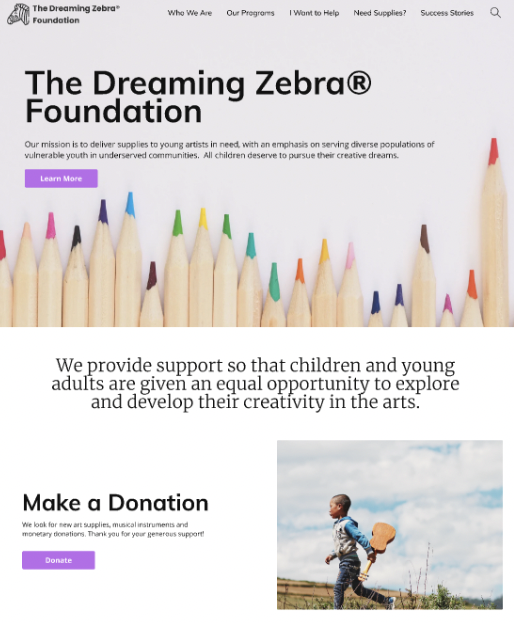 The Dreaming Zebra®
Foundation
Who We Are Our Programs I Want to Help Need Supplies? Success Stories
The Dreaming Zebra®
Foundation
Our mission is to deliver supplies to young artists in need, with an emphasis on serving diverse populations of
vulnerable youth in underserved communities. All children deserve to pursue their creative dreams.
Learn More
We provide support so that children and young
adults are given an equal opportunity to explore
and develop their creativity in the arts.
Make a Donation
We look for new art supplies, musical instruments and
monetary donations. Thank you for your generous support!
Donate